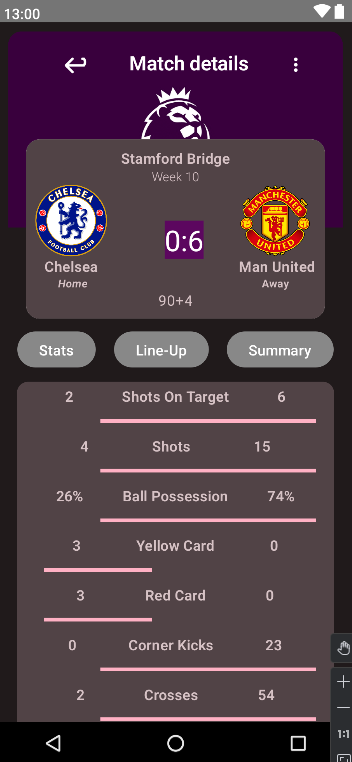 13:00
Match details
Stamford Bridge
Week 10
CHELSEA
FOOTBALL CLUB
MANCHESTER
UNITED
0:6
Chelsea
Man United
Home
Away
90+4
Stats
Line-Up
Summary
2 Shots On Target 6
4 Shots 15
26% Ball Possession 74%
3 Yellow Card 0
3 Red Card 0
0 Corner Kicks 23
2 Crosses 54
1:1